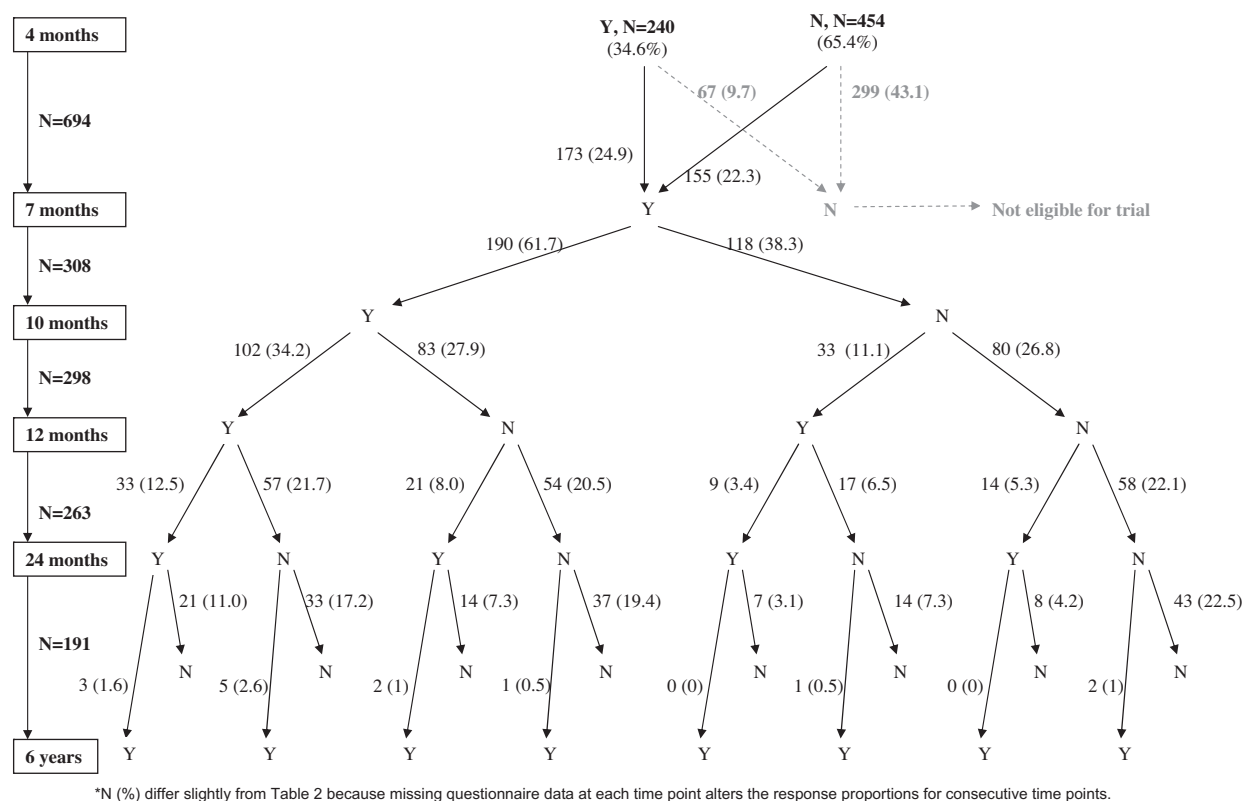 4 months
Y, N=240
(34.6%)
N, N=454
(65.4%)
N=694
67 (9.7)
299 (43.1)
173 (24.9)
155 (22.3)
7 months
Y
N
Not eligible for trial
N=308
190 (61.7)
118 (38.3)
10 months
Y
N
N=298
102 (34.2)
83 (27.9)
33 (11.1)
80 (26.8)
12 months
Y
N
Y
N
N=263
33 (12.5)
57 (21.7)
21 (8.0)
54 (20.5)
9 (3.4)
17 (6.5)
14 (5.3)
58 (22.1)
24 months
Y
N
Y
N
Y
N
Y
N
N=191
21 (11.0)
33 (17.2)
14 (7.3)
37 (19.4)
7 (3.1)
14 (7.3)
8 (4.2)
43 (22.5)
N
N
N
N
N
N
N
N
3 (1.6)
5 (2.6)
2 (1)
1 (0.5)
0 (0)
1 (0.5)
0 (0)
2 (1)
6 years
Y
Y
Y
Y
Y
Y
Y
Y
*N (%) differ slightly from Table 2 because missing questionnaire data at each time point alters the response proportions for consecutive time points.